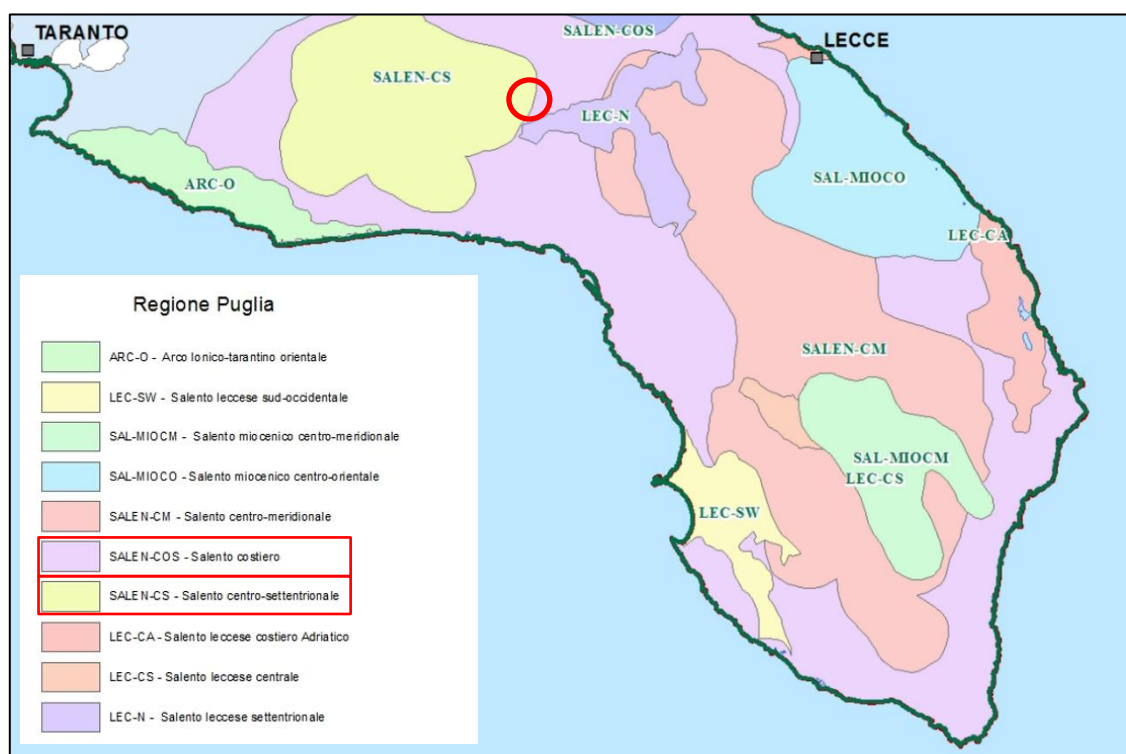 TARANTO
SALEN-COS
LECCE
SALEN-CS
LEC-N
ARC-O
SAL-MIOCO
LEC-CA
SALEN-CM
SAL-MIOCM
LEC-CS
LEC-SW
Regione Puglia
ARC-O - Arco Ionico-tarantino orientale
LEC-SW - Salento leccese sud-occidentale
SAL-MIOCM - Salento miocenico centro-meridionale
SAL-MIOCO - Salento miocenico centro-orientale
SALEN-CM - Salento centro-meridionale
SALEN-COS - Salento costiero
SALEN-CS - Salento centro-settentrionale
LEC-CA - Salento leccese costiero Adriatico
LEC-CS - Salento leccese centrale
LEC-N - Salento leccese settentrionale